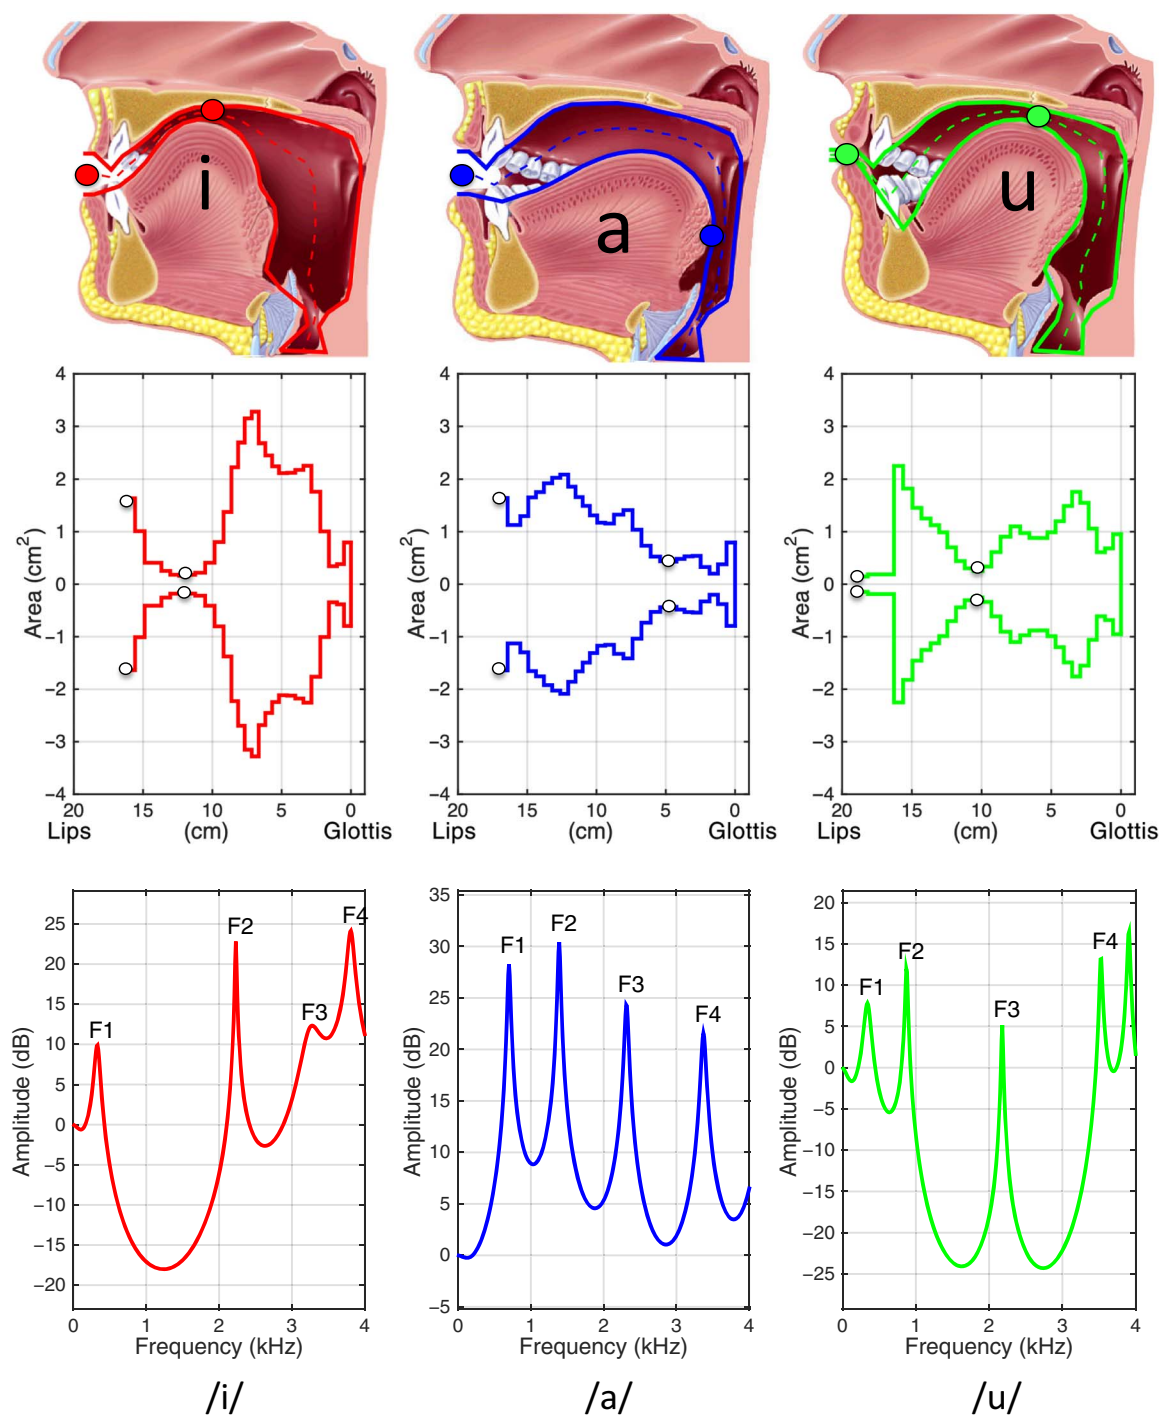 i
a
u
4
3
2
1
0
−1
−2
−3
−4
Area (cm2)
20 15 10 5 0
Lips (cm) Glottis
4
3
2
1
0
−1
−2
−3
−4
Area (cm2)
20 15 10 5 0
Lips (cm) Glottis
4
3
2
1
0
−1
−2
−3
−4
Area (cm2)
20 15 10 5 0
Lips (cm) Glottis
25
20
15
10
5
0
−5
−10
−15
−20
Amplitude (dB)
F1
F2
F3
F4
0 1 2 3 4
Frequency (kHz)
35
30
25
20
15
10
5
0
−5
Amplitude (dB)
F1
F2
F3
F4
0 1 2 3 4
Frequency (kHz)
20
15
10
5
0
−5
−10
−15
−20
−25
Amplitude (dB)
F1
F2
F3
F4
0 1 2 3 4
Frequency (kHz)
/i/ /a/ /u/